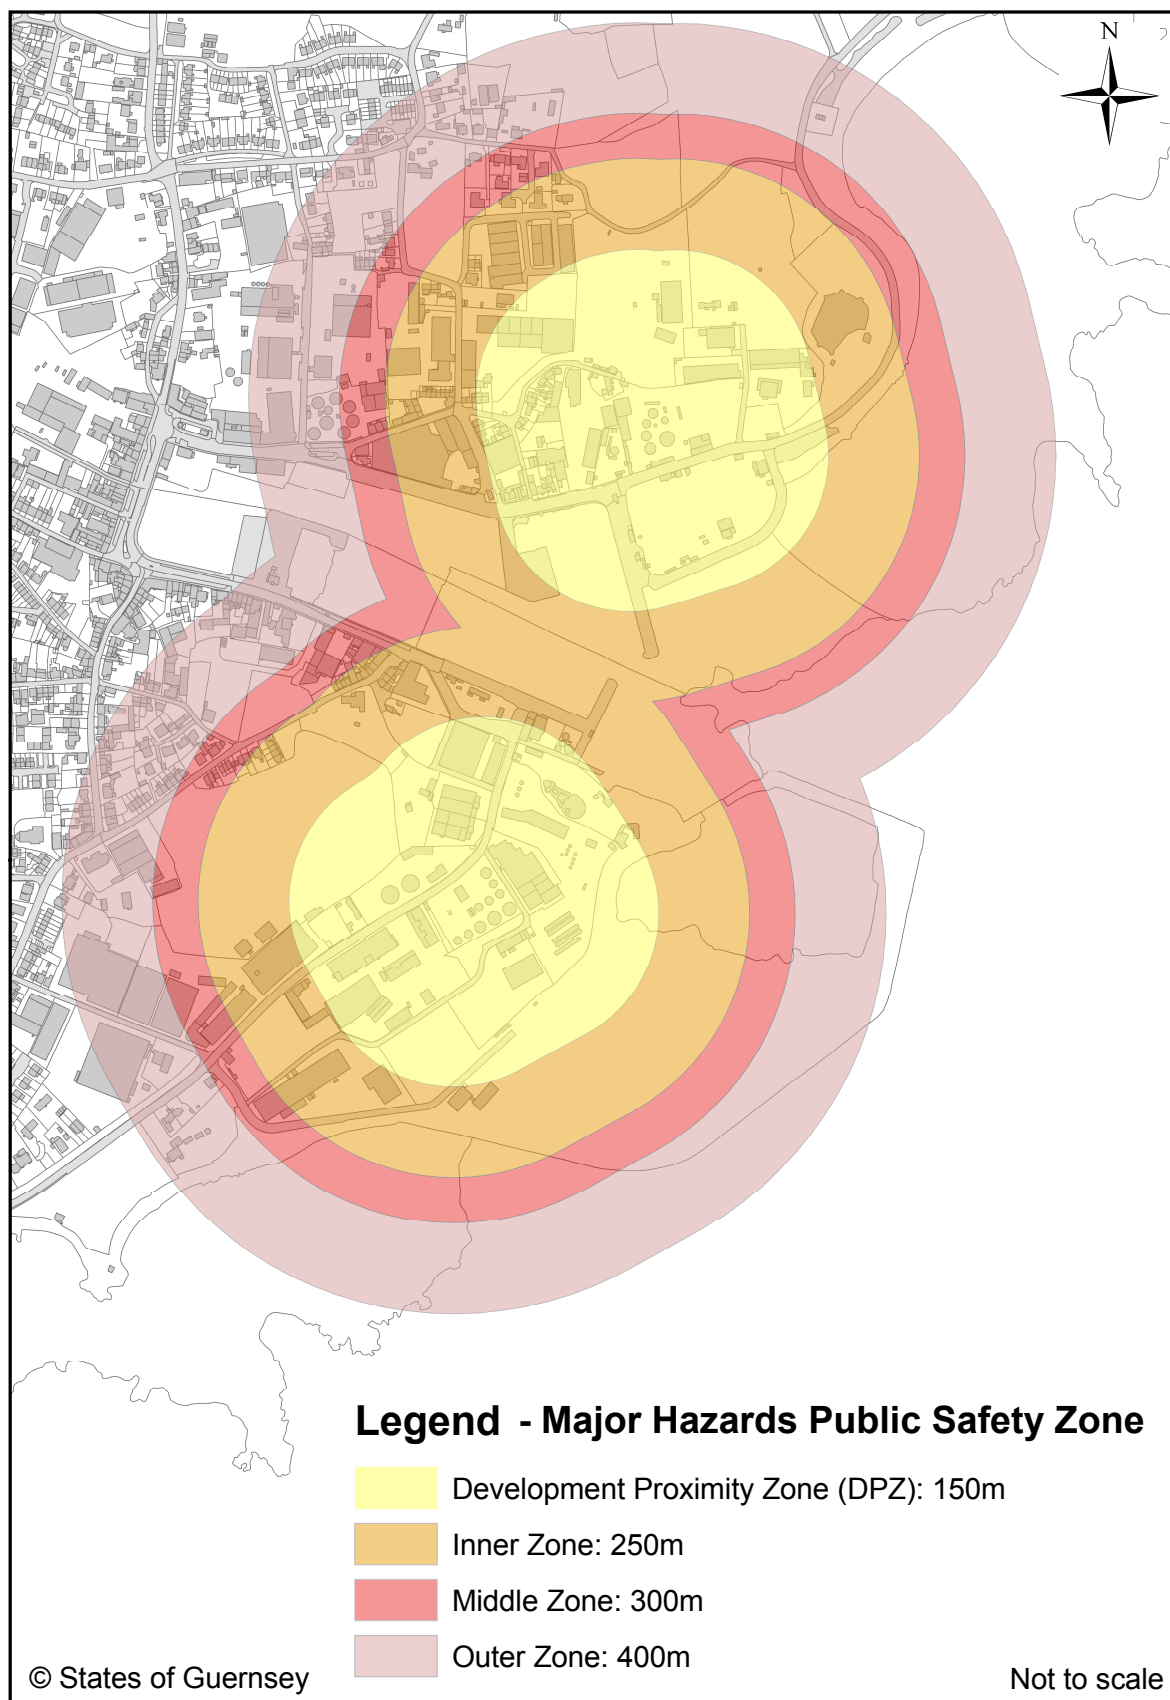 N
Legend - Major Hazards Public Safety Zone
Development Proximity Zone (DPZ): 150m
Inner Zone: 250m
Middle Zone: 300m
Outer Zone: 400m
© States of Guernsey
Not to scale